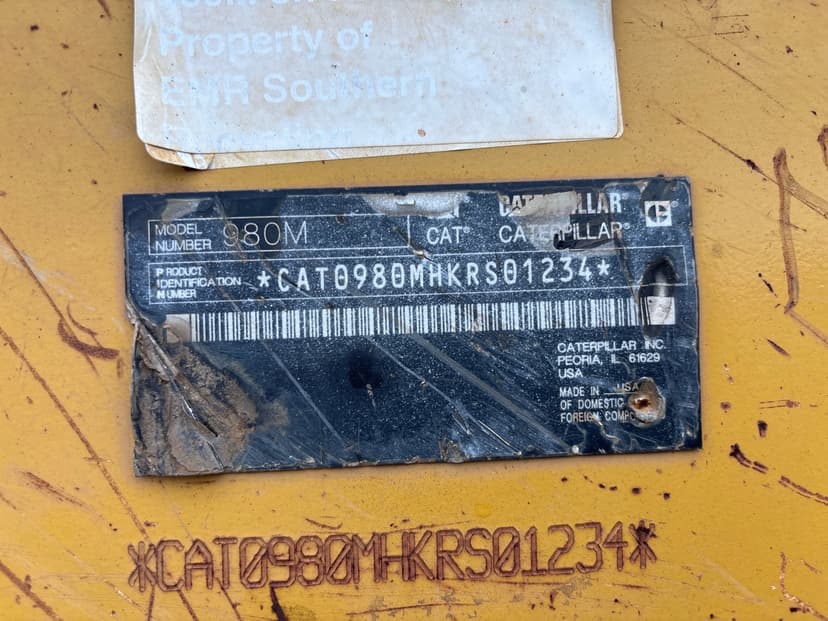 Property of
EMR Southern
MODEL NUMBER 980M
CAT® CATERPILLAR®
CATERPILLAR
PRODUCT IDENTIFICATION NUMBER *CAT0980MHKRS01234*
CATERPILLAR INC.
PEORIA, IL 61629
USA
MADE IN USA
OF DOMESTIC
FOREIGN
*CAT0980MHKRS01234*